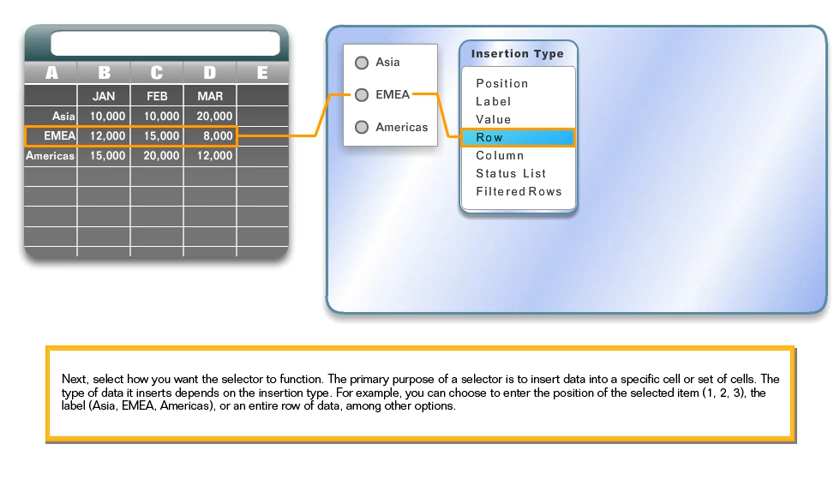 A B C D E
JAN FEB MAR
Asia 10,000 10,000 20,000
EMEA 12,000 15,000 8,000
Americas 15,000 20,000 12,000
Asia
EMEA
Americas
Insertion Type
Position
Label
Value
Row
Column
Status List
Filtered Rows
Next, select how you want the selector to function. The primary purpose of a selector is to insert data into a specific cell or set of cells. The
type of data it inserts depends on the insertion type. For example, you can choose to enter the position of the selected item (1, 2, 3), the
label (Asia, EMEA, Americas), or an entire row of data, among other options.